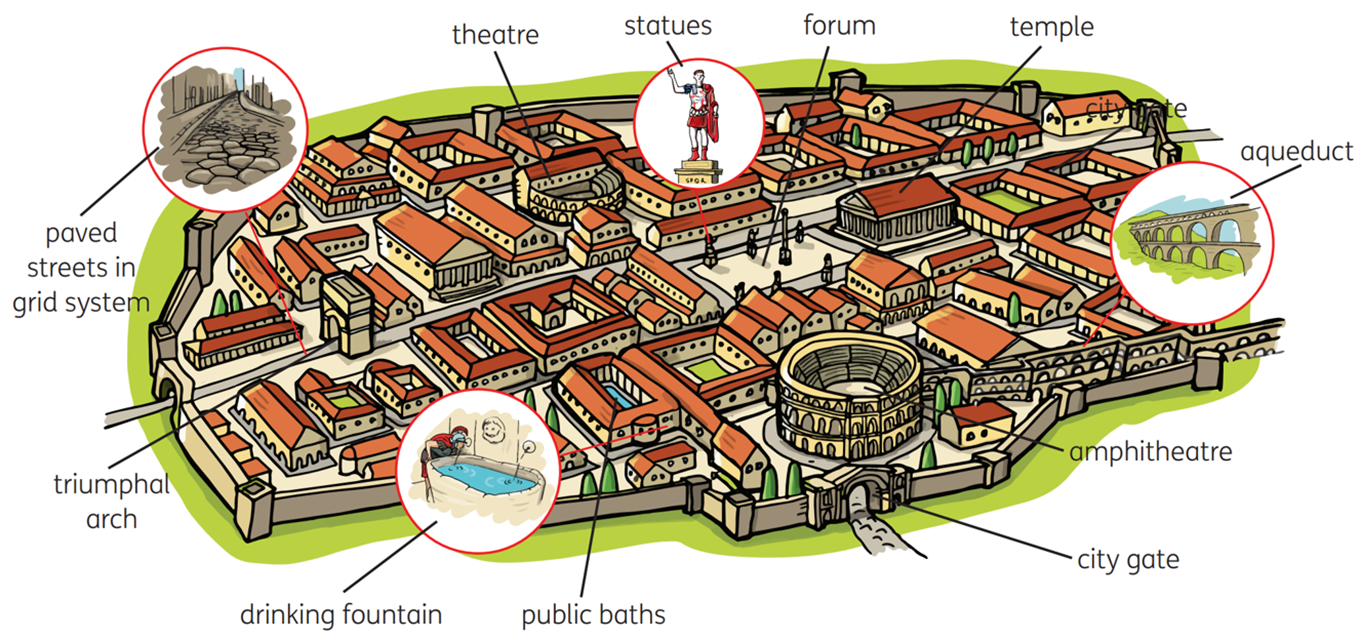 theatre
statues
forum
temple
city gate
aqueduct
paved
streets in
grid system
SPQR
triumphal
arch
amphitheatre
city gate
drinking fountain
public baths